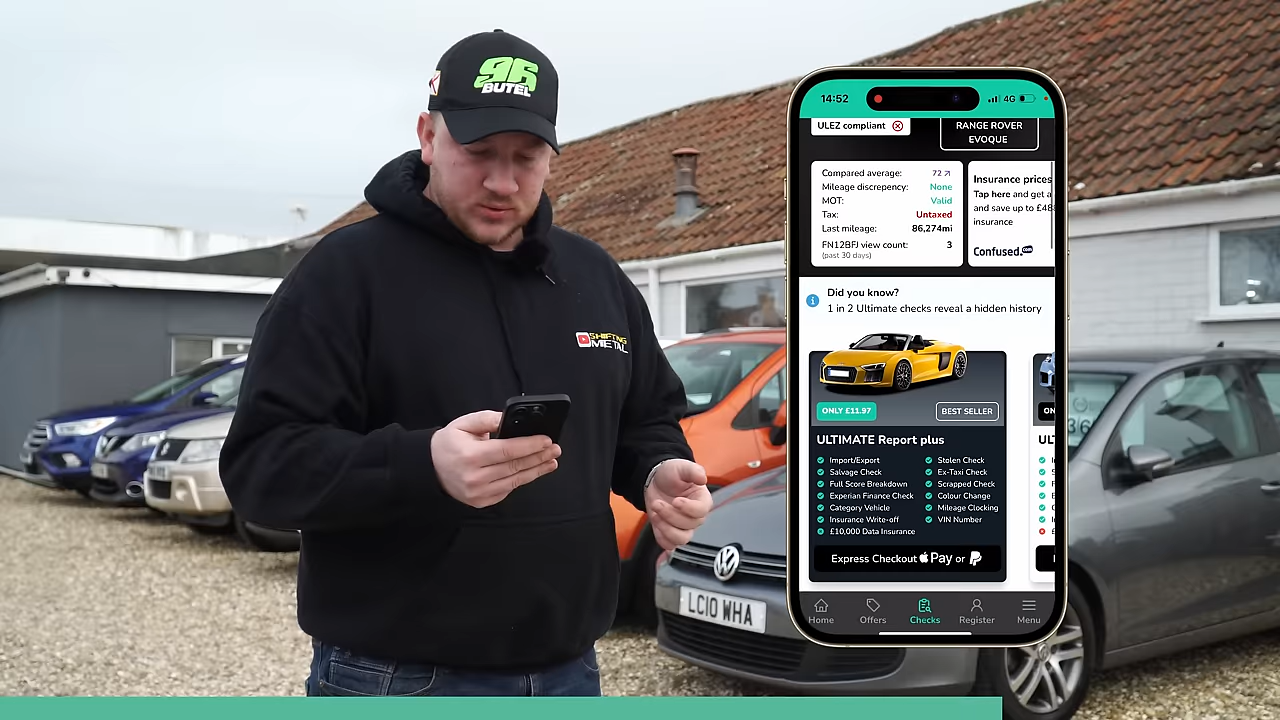 96
BUTEL
SHIFTING
METAL
LC10 WHA
14:52
4G
ULEZ compliant
RANGE ROVER
EVOQUE
Compared average: 72
Mileage discrepency: None
MOT: Valid
Tax: Untaxed
Last mileage: 86,274mi
FN12BFJ view count: 3
(past 30 days)
Insurance prices
Tap here and get a
and save up to £48
insurance
Confused.com
Did you know?
1 in 2 Ultimate checks reveal a hidden history
ONLY £11.97
BEST SELLER
ULTIMATE Report plus
Import/Export
Salvage Check
Full Score Breakdown
Experian Finance Check
Category Vehicle
Insurance Write-off
£10,000 Data Insurance
Stolen Check
Ex-Taxi Check
Scrapped Check
Colour Change
Mileage Clocking
VIN Number
Express Checkout Pay or
ON
ULT
Home
Offers
Checks
Register
Menu